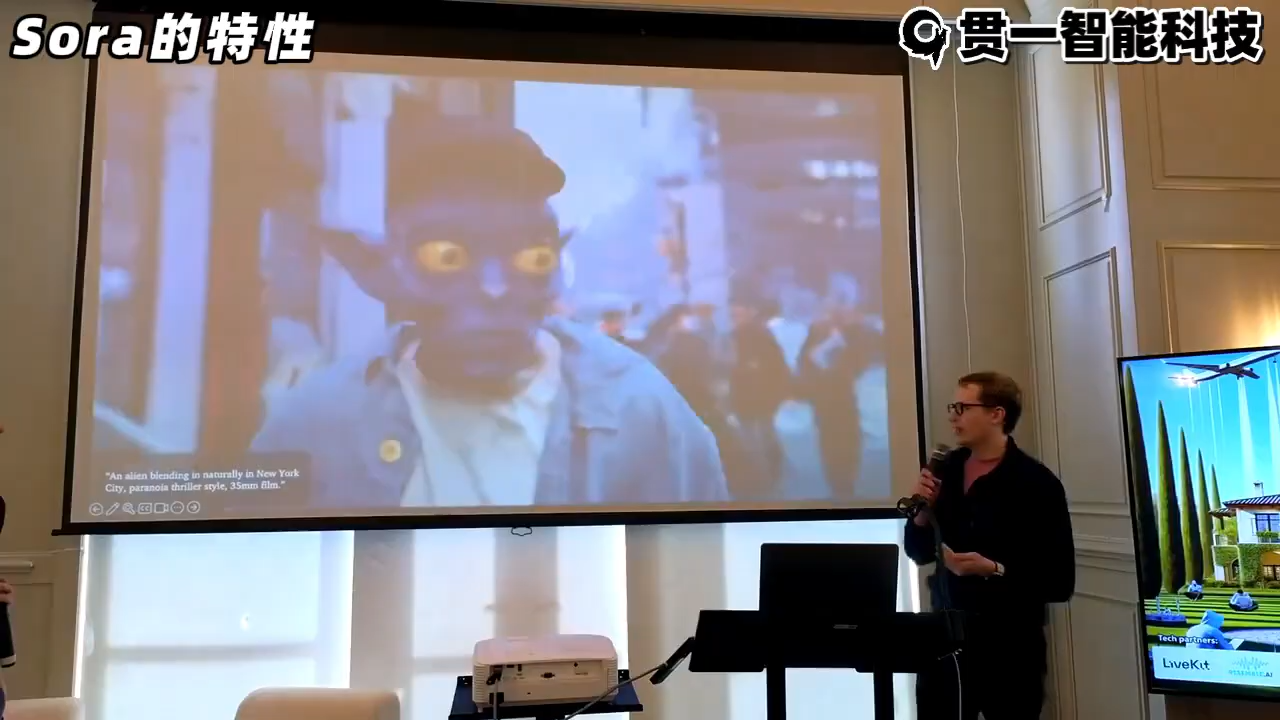 Sora的特性
贯一智能科技
"An alien blending in naturally in New York
City, paranoia thriller style, 35mm film."
Tech partners:
LiveKit